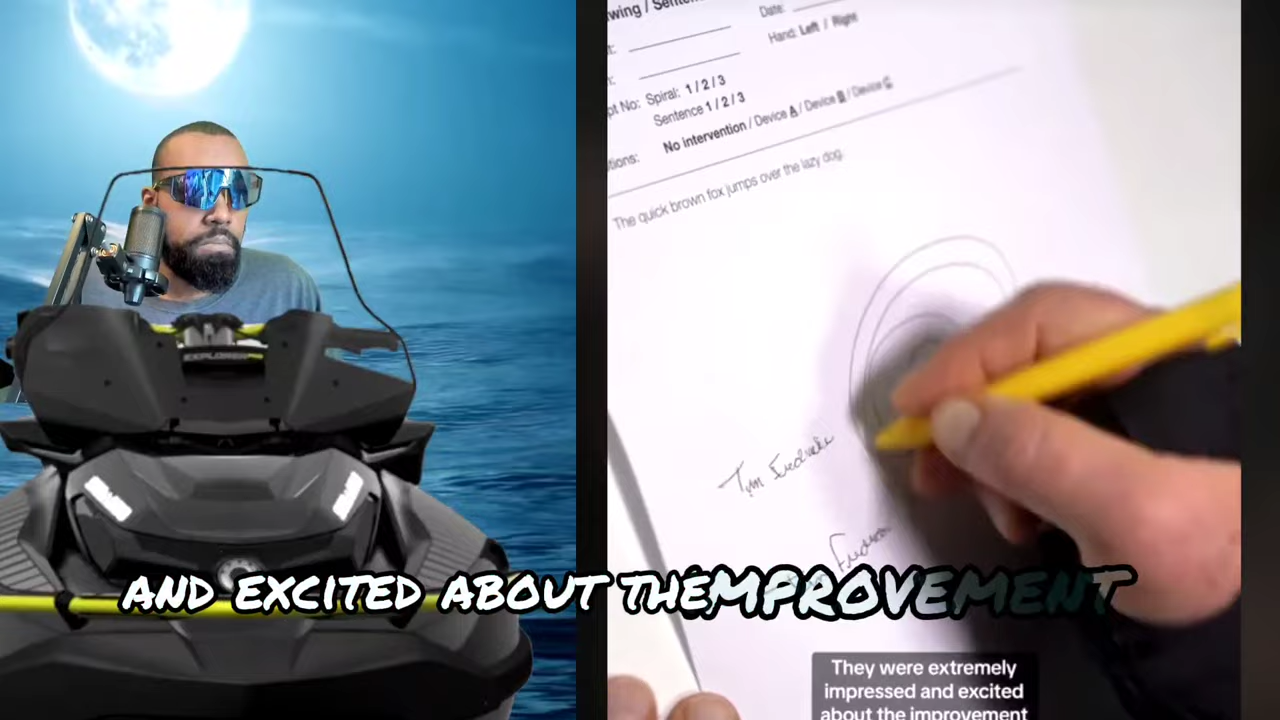 Date:
Hand: Left / Right
Spiral: 1 / 2 / 3
Sentence 1 / 2 / 3
No intervention / Device A / Device B / Device C
The quick brown fox jumps over the lazy dog.
EXPLORER PRO
AND EXCITED ABOUT THE MPROVEMENT
They were extremely
impressed and excited
about the improvement